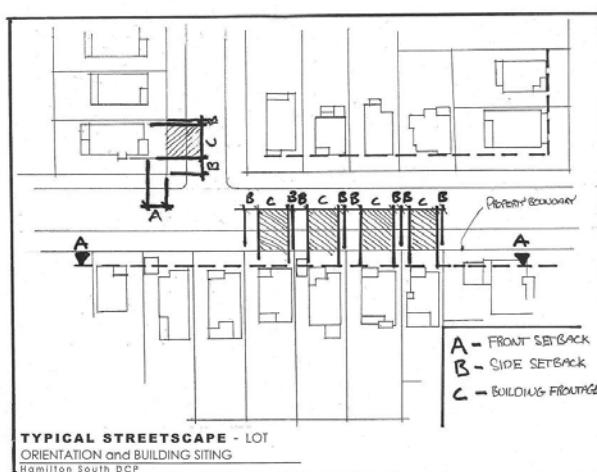 B
C
B
A
B C B B C B B C B B C B
PROPERTY BOUNDARY
A
A
A - FRONT SETBACK
B - SIDE SETBACK
C - BUILDING FRONTAGE
TYPICAL STREETSCAPE - LOT
ORIENTATION and BUILDING SITING
Hamilton South DCP